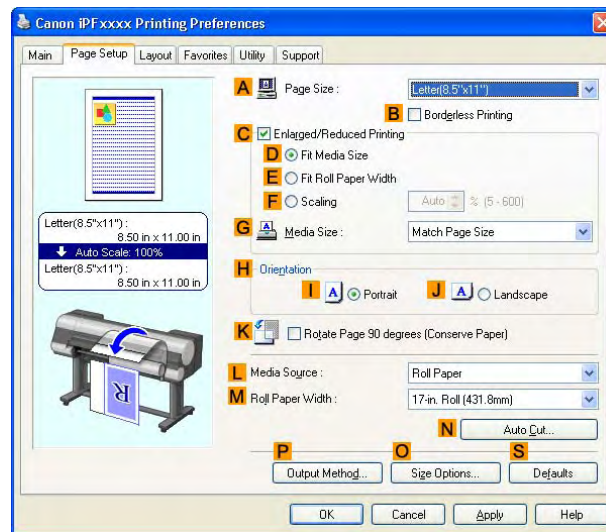 Canon iPFxxxx Printing Preferences
Main Page Setup Layout Favorites Utility Support
A Page Size : Letter(8.5"x11")
B Borderless Printing
C Enlarged/Reduced Printing
D Fit Media Size
E Fit Roll Paper Width
F Scaling Auto % (5 - 600)
G Media Size : Match Page Size
Letter(8.5"x11") :
8.50 in x 11.00 in
Auto Scale: 100%
Letter(8.5"x11") :
8.50 in x 11.00 in
H Orientation
I A Portrait J A Landscape
K Rotate Page 90 degrees (Conserve Paper)
R
L Media Source : Roll Paper
M Roll Paper Width : 17-in. Roll (431.8mm)
N Auto Cut...
P O S
Output Method... Size Options... Defaults
OK Cancel Apply Help